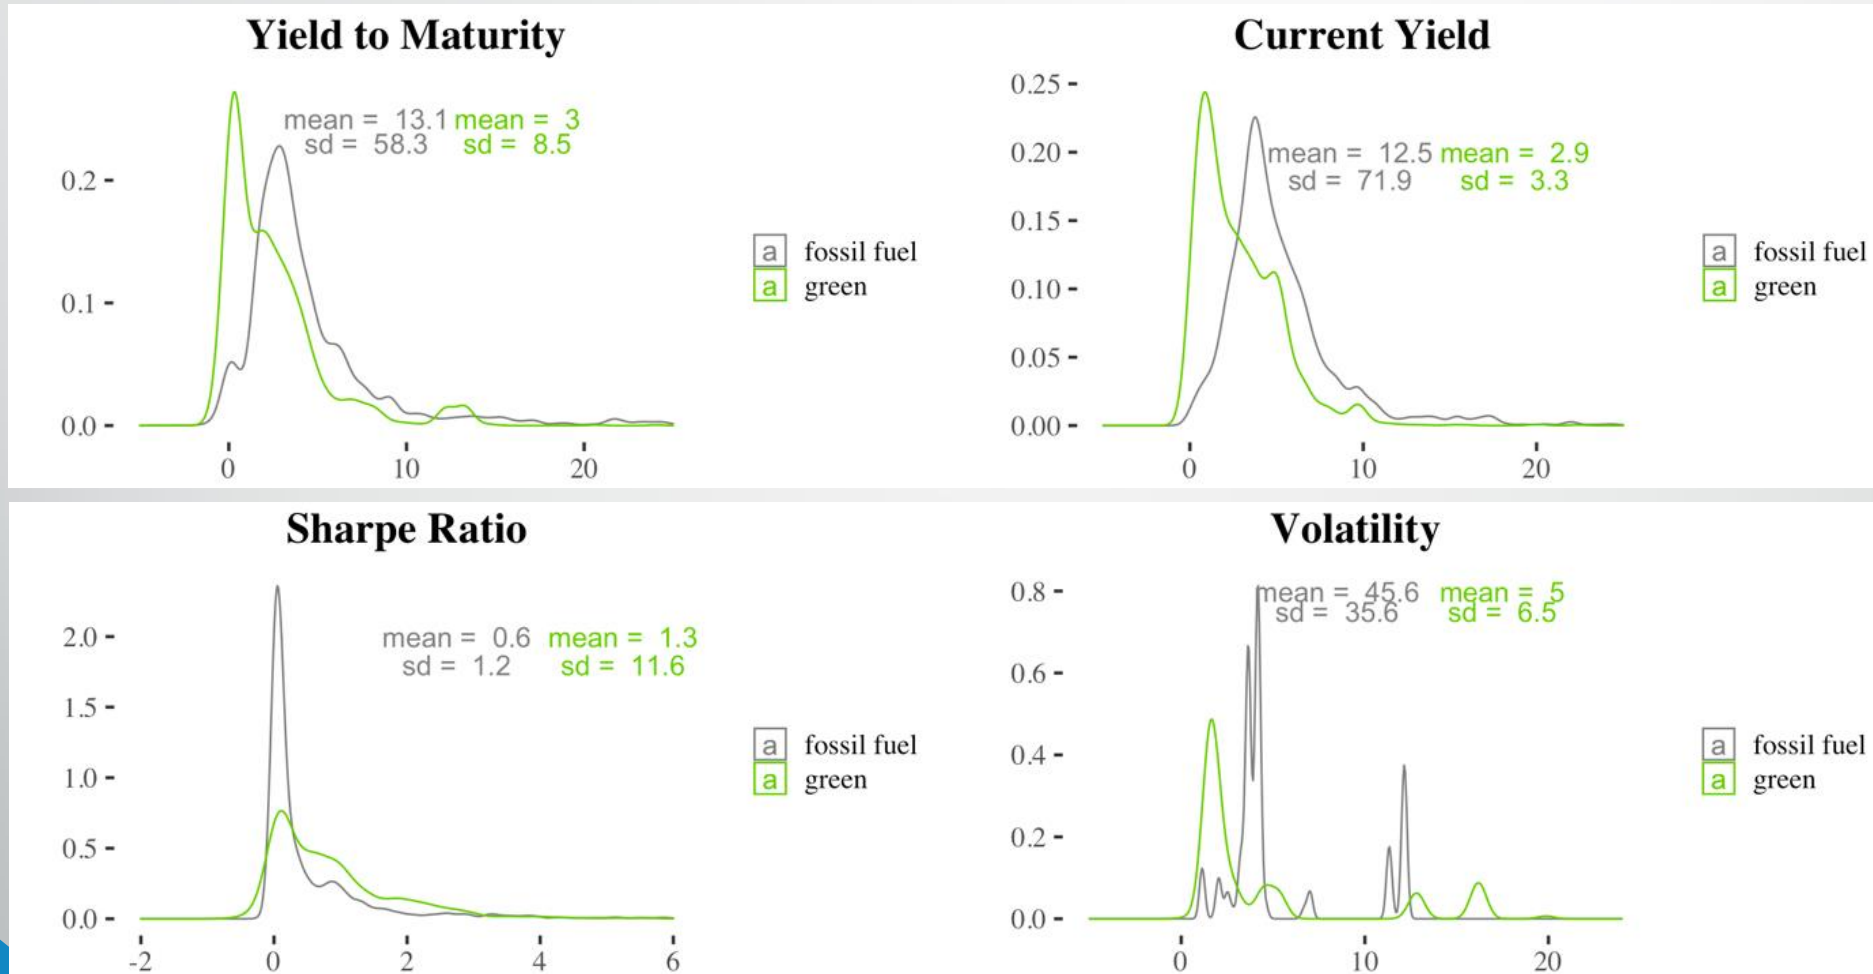 Yield to Maturity
mean = 13.1 mean = 3
sd = 58.3 sd = 8.5
0.2
0.1
0.0
0 10 20
a fossil fuel
a green
Current Yield
0.25
mean = 12.5 mean = 2.9
0.20
sd = 71.9 sd = 3.3
0.15
0.10
0.05
0.00
0 10 20
a fossil fuel
a green
Sharpe Ratio
mean = 0.6 mean = 1.3
2.0
sd = 1.2 sd = 11.6
1.5
1.0
0.5
0.0
-2 0 2 4 6
a fossil fuel
a green
Volatility
0.8
mean = 45.6 mean = 5
sd = 35.6 sd = 6.5
0.6
0.4
0.2
0.0
0 10 20
a fossil fuel
a green